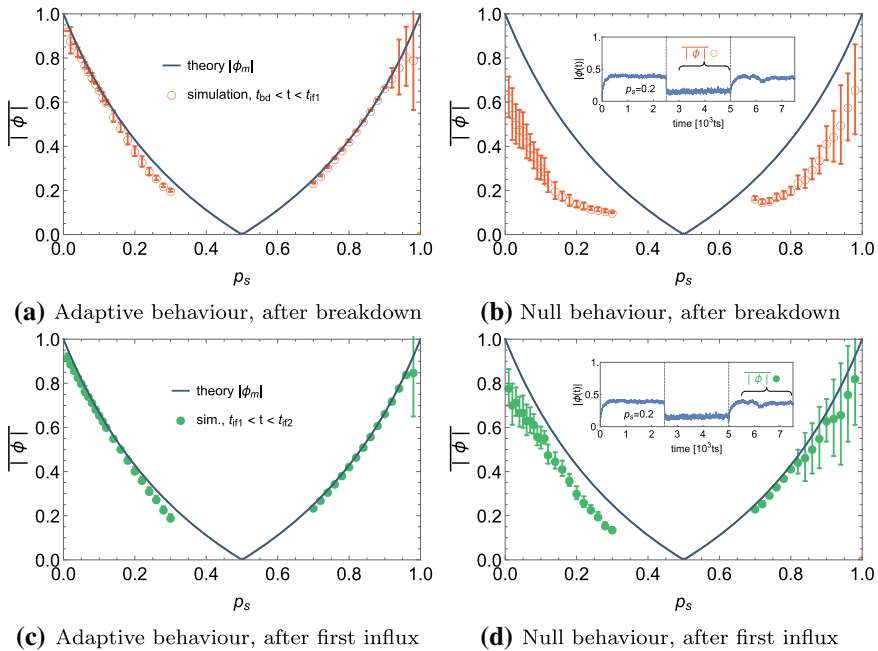 1.0
0.8
0.6
0.4
0.2
0.0
|ϕ|
theory |ϕm|
simulation, tbd < t < tif1
0.0 0.2 0.4 0.6 0.8 1.0
ps
(a) Adaptive behaviour, after breakdown
1.0
0.8
0.6
0.4
0.2
0.0
|ϕ|
1
0.5
0
|ϕ(t)|
|ϕ|
ps=0.2
0 1 2 3 4 5 6 7
time [10³ts]
0.0 0.2 0.4 0.6 0.8 1.0
ps
(b) Null behaviour, after breakdown
1.0
0.8
0.6
0.4
0.2
0.0
|ϕ|
theory |ϕm|
sim., tif1 < t < tif2
0.0 0.2 0.4 0.6 0.8 1.0
ps
(c) Adaptive behaviour, after first influx
1.0
0.8
0.6
0.4
0.2
0.0
|ϕ|
1
0.5
0
|ϕ(t)|
|ϕ|
ps=0.2
0 1 2 3 4 5 6 7
time [10³ts]
0.0 0.2 0.4 0.6 0.8 1.0
ps
(d) Null behaviour, after first influx